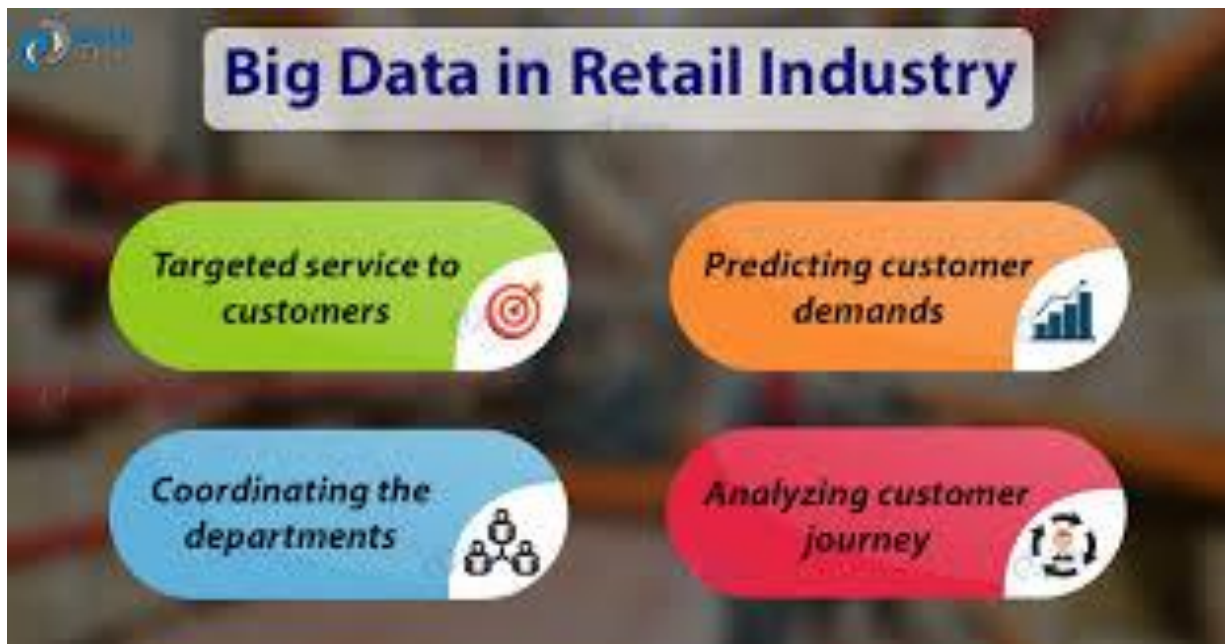 Big Data in Retail Industry
Targeted service to
customers
Predicting customer
demands
Coordinating the
departments
Analyzing customer
journey